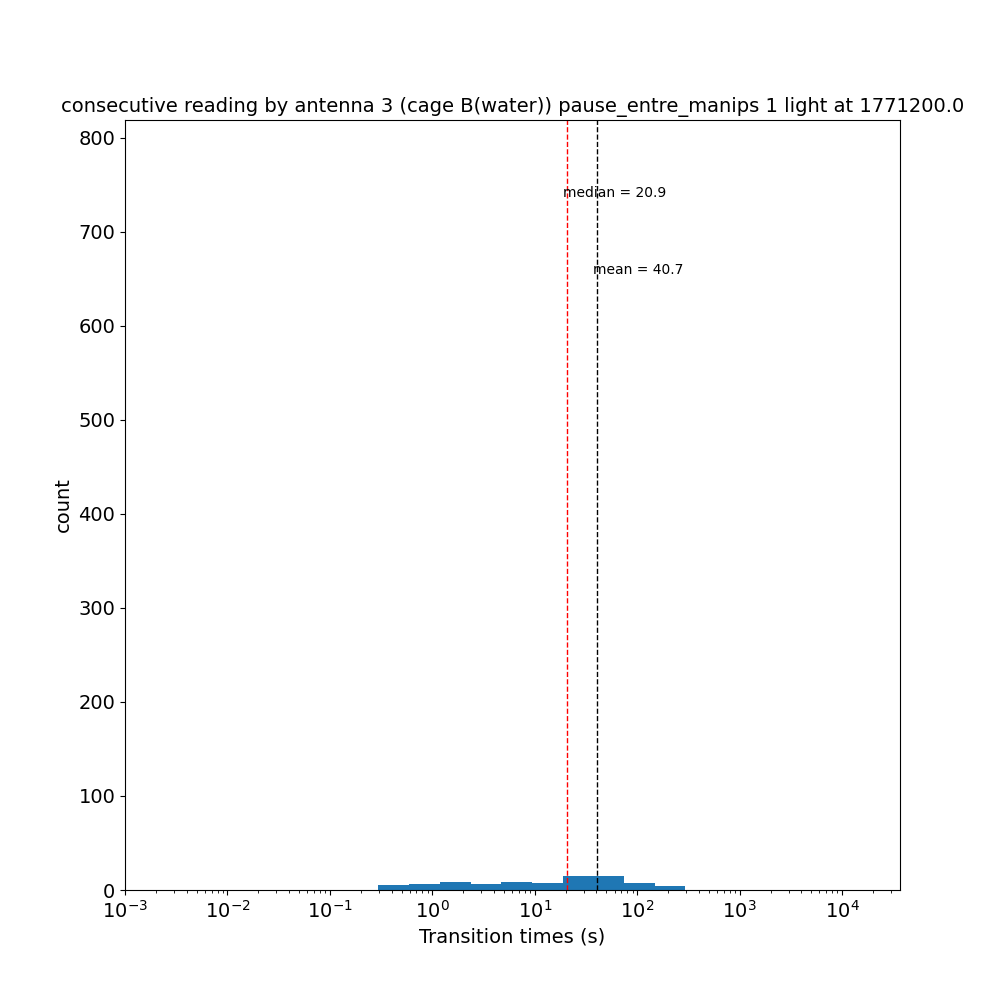 consecutive reading by antenna 3 (cage B(water)) pause_entre_manips 1 light at 1771200.0
800
700
600
500
400
300
200
100
0
count
median = 20.9
mean = 40.7
10⁻³ 10⁻² 10⁻¹ 10⁰ 10¹ 10² 10³ 10⁴
Transition times (s)